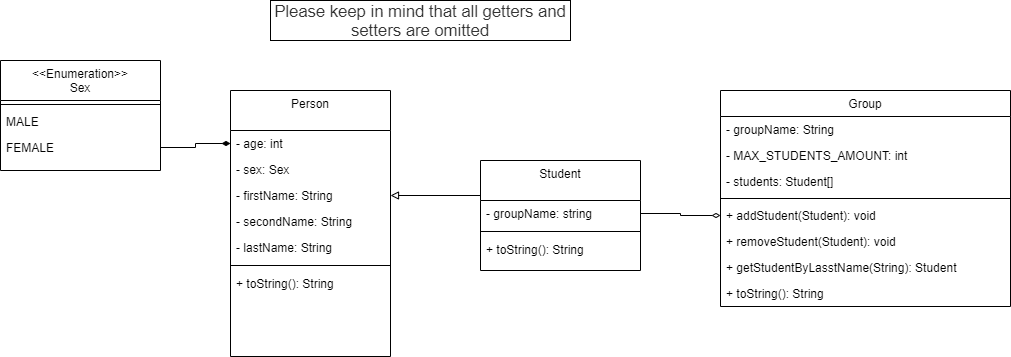 Please keep in mind that all getters and
setters are omitted
<<Enumeration>>
Sex
MALE
FEMALE
Person
- age: int
- sex: Sex
- firstName: String
- secondName: String
- lastName: String
+ toString(): String
Student
- groupName: string
+ toString(): String
Group
- groupName: String
- MAX_STUDENTS_AMOUNT: int
- students: Student[]
+ addStudent(Student): void
+ removeStudent(Student): void
+ getStudentByLasstName(String): Student
+ toString(): String